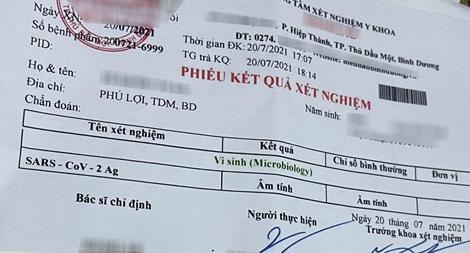 TÂM XÉT NGHIỆM Y KHOA
P. Hiệp Thành, TP. Thủ Dầu Một, Bình Dương
ĐT: 0274.
Ngày 20/07/2021
Số bệnh phẩm 200721-6999
Thời gian ĐK: 20/7/2021 17:07
PID:
TG trả KQ: 20/07/2021 18:14
PHIẾU KẾT QUẢ XÉT NGHIỆM
Họ & tên:
Năm sinh:
Địa chỉ: PHÚ LỢI, TDM, BD
Chẩn đoán:
Tên xét nghiệm Kết quả Chỉ số bình thường Đơn vị
Vi sinh (Microbiology)
SARS - CoV - 2 Ag Âm tính Âm tính
Ngày 20 tháng 07 năm 2021
Bác sĩ chỉ định Người thực hiện Trưởng khoa xét nghiệm